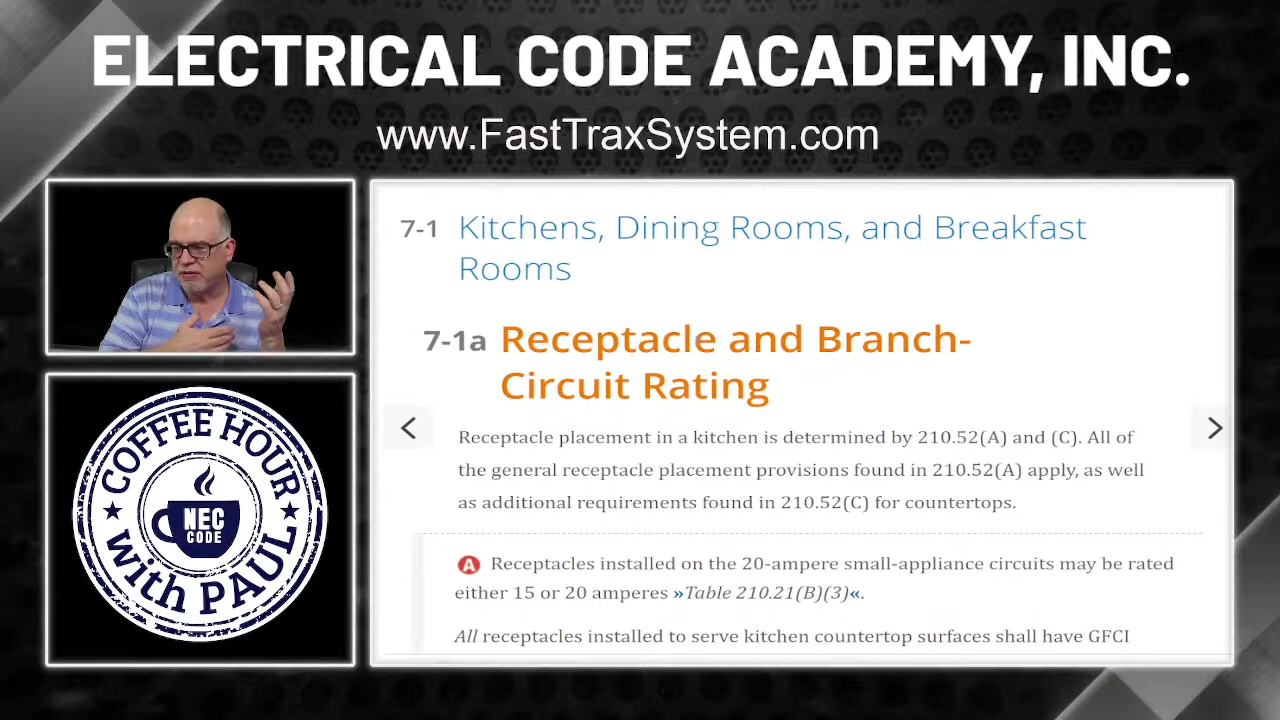 ELECTRICAL CODE ACADEMY, INC.
www.FastTraxSystem.com
7-1 Kitchens, Dining Rooms, and Breakfast
Rooms
7-1a Receptacle and Branch-
Circuit Rating
Receptacle placement in a kitchen is determined by 210.52(A) and (C). All of
the general receptacle placement provisions found in 210.52(A) apply, as well
as additional requirements found in 210.52(C) for countertops.
A Receptacles installed on the 20-ampere small-appliance circuits may be rated
either 15 or 20 amperes »Table 210.21(B)(3)«.
All receptacles installed to serve kitchen countertop surfaces shall have GFCI
COFFEE HOUR
NEC
CODE
with PAUL